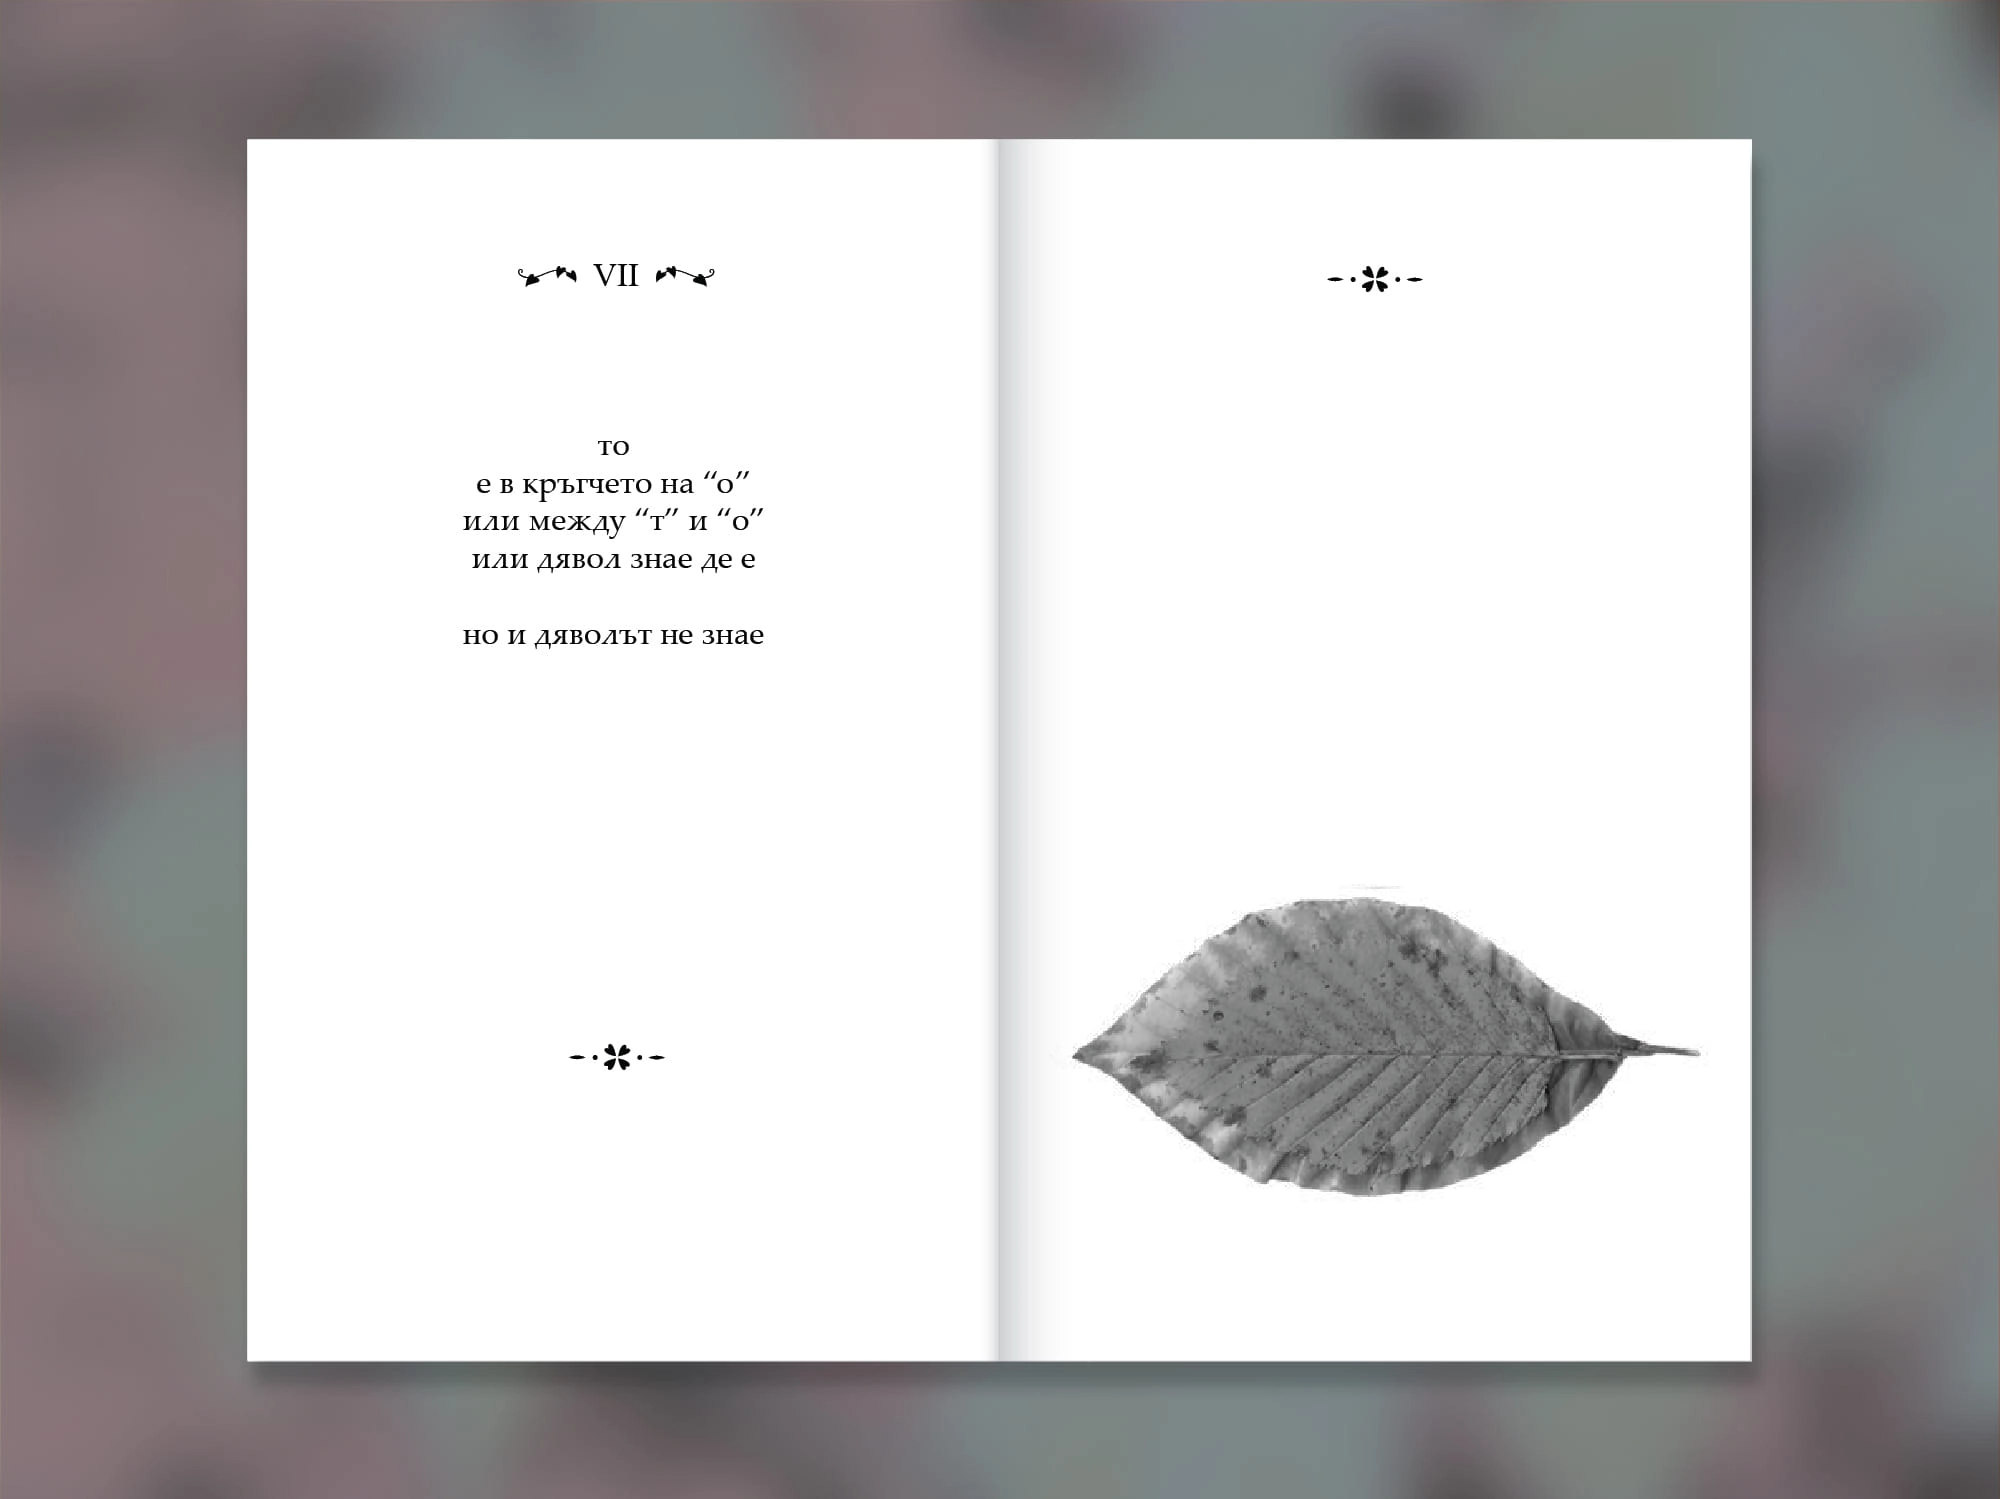 VII
то
е в кръгчето на “о”
или между “т” и “о”
или дявол знае де е
но и дяволът не знае